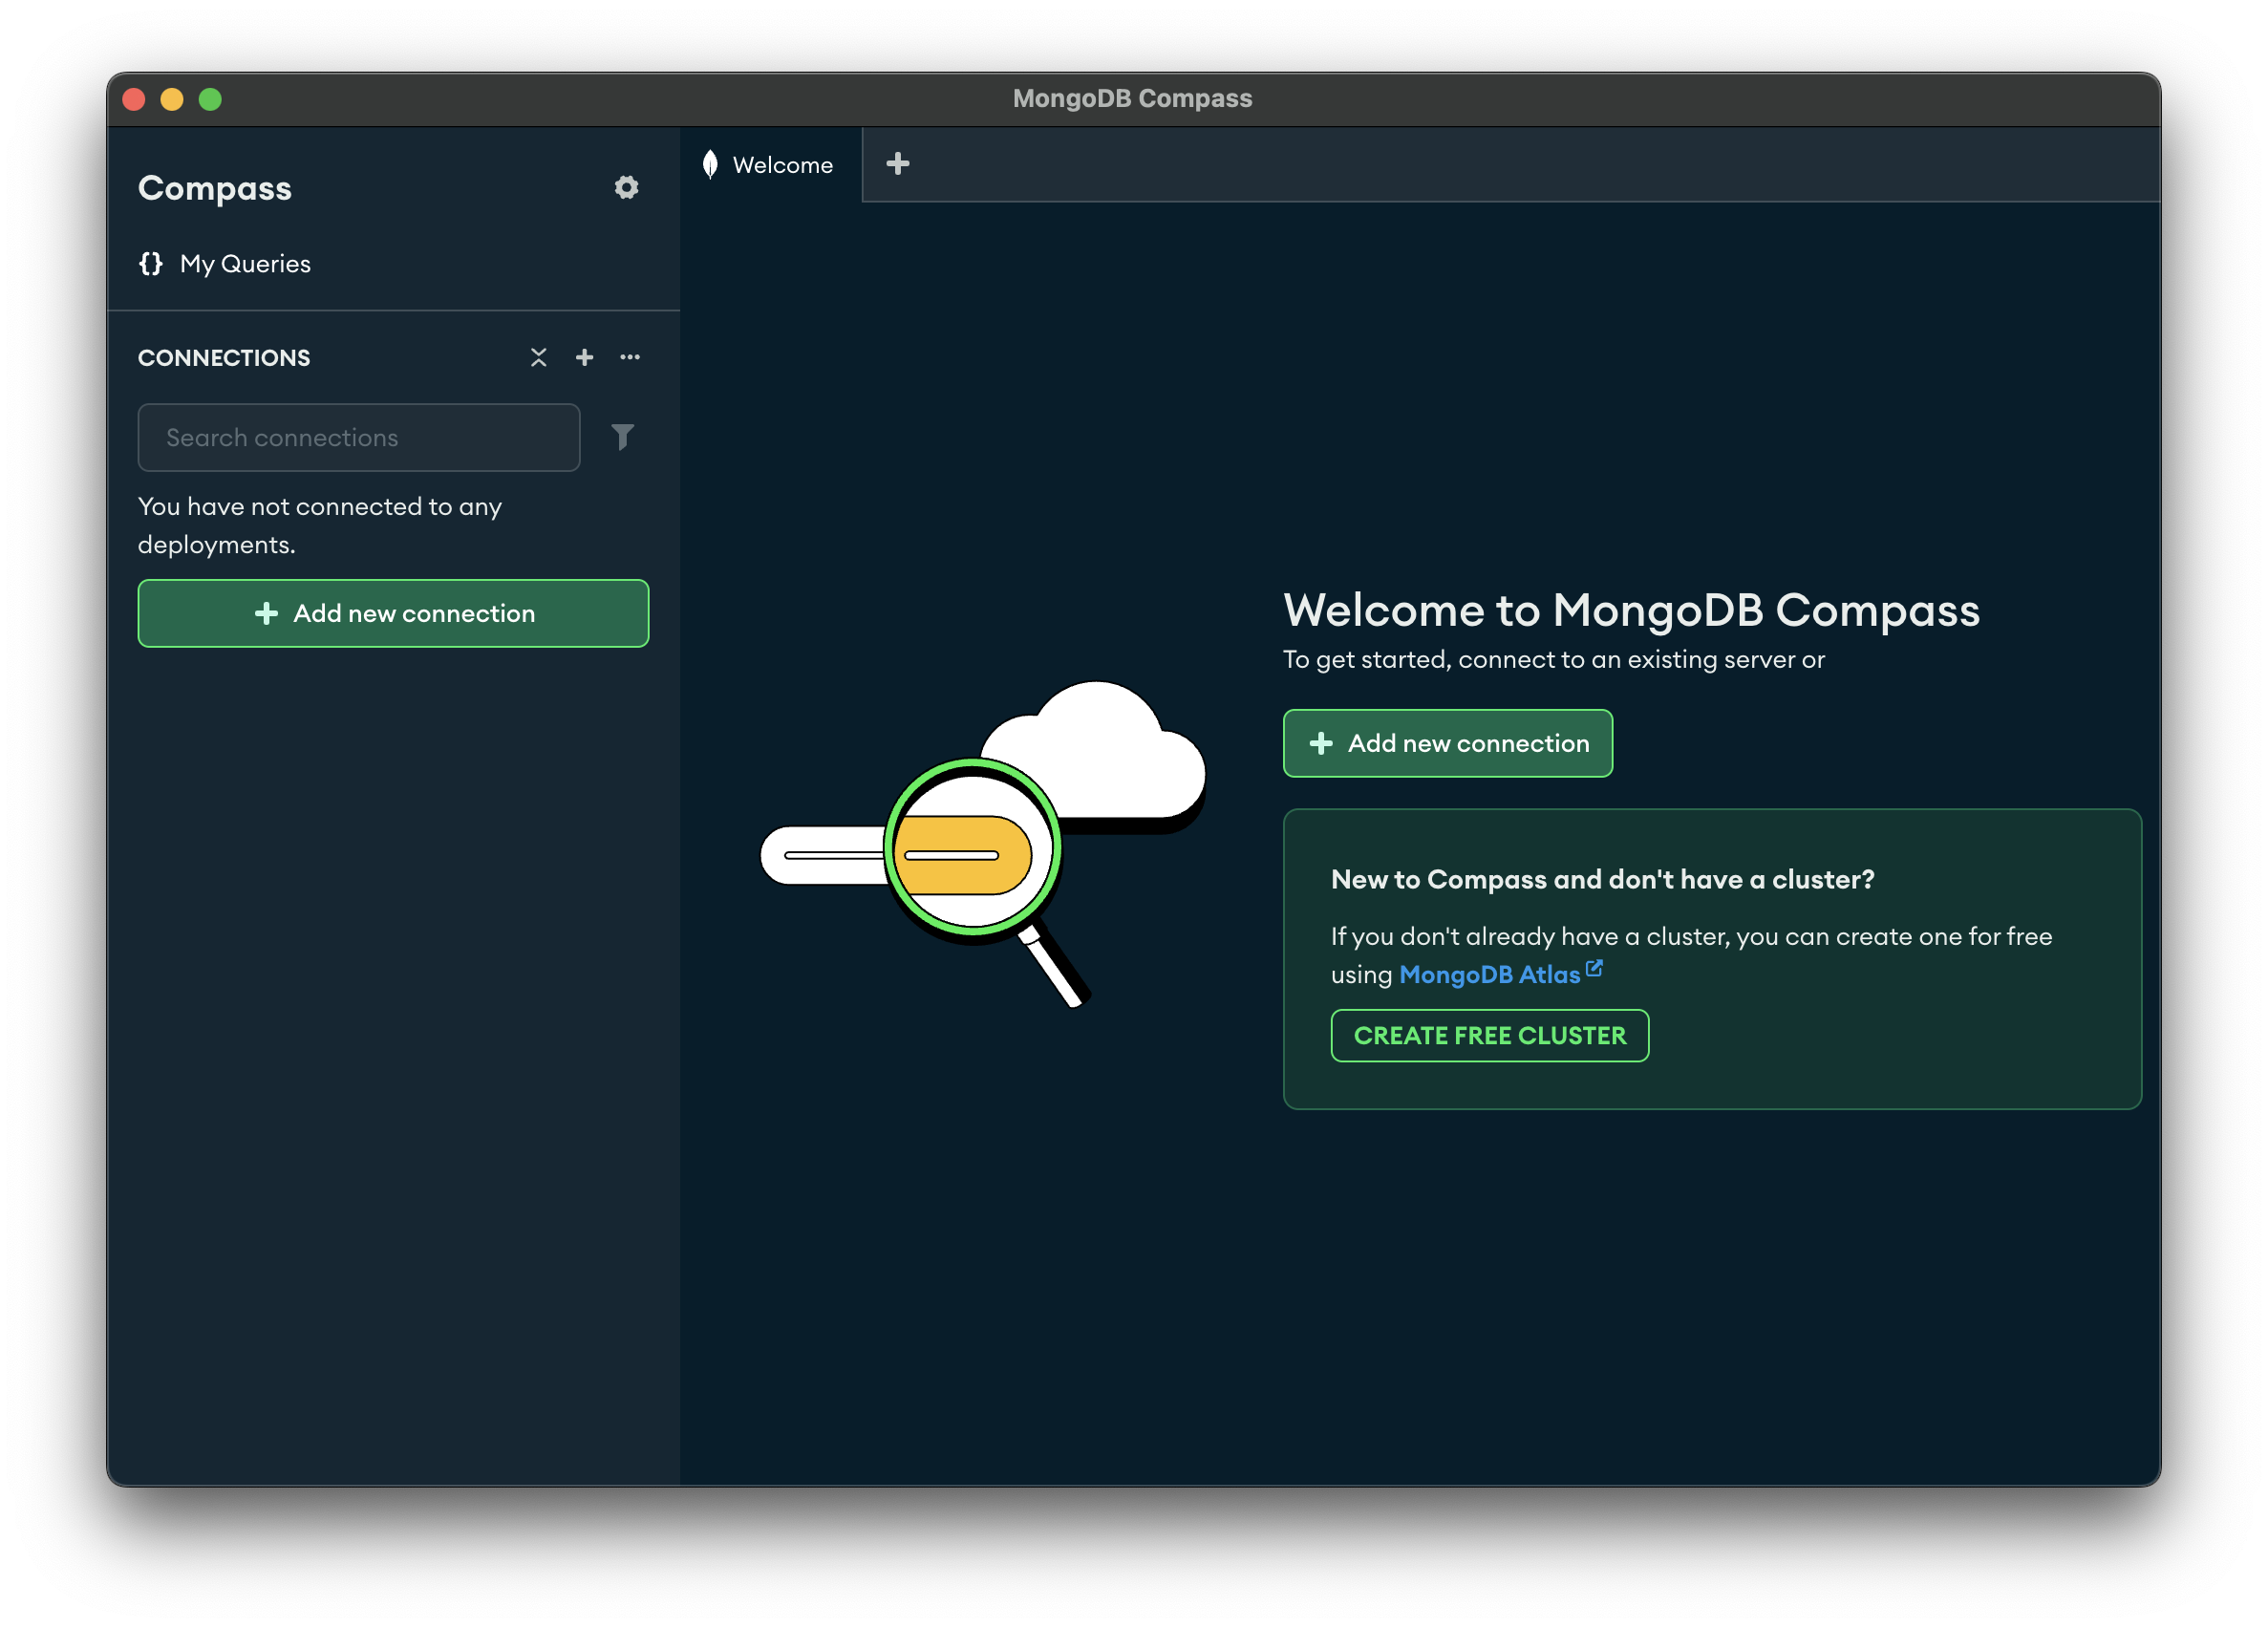 MongoDB Compass
Compass
{} My Queries
CONNECTIONS
Search connections
You have not connected to any
deployments.
+ Add new connection
Welcome
Welcome to MongoDB Compass
To get started, connect to an existing server or
+ Add new connection
New to Compass and don't have a cluster?
If you don't already have a cluster, you can create one for free
using MongoDB Atlas
CREATE FREE CLUSTER